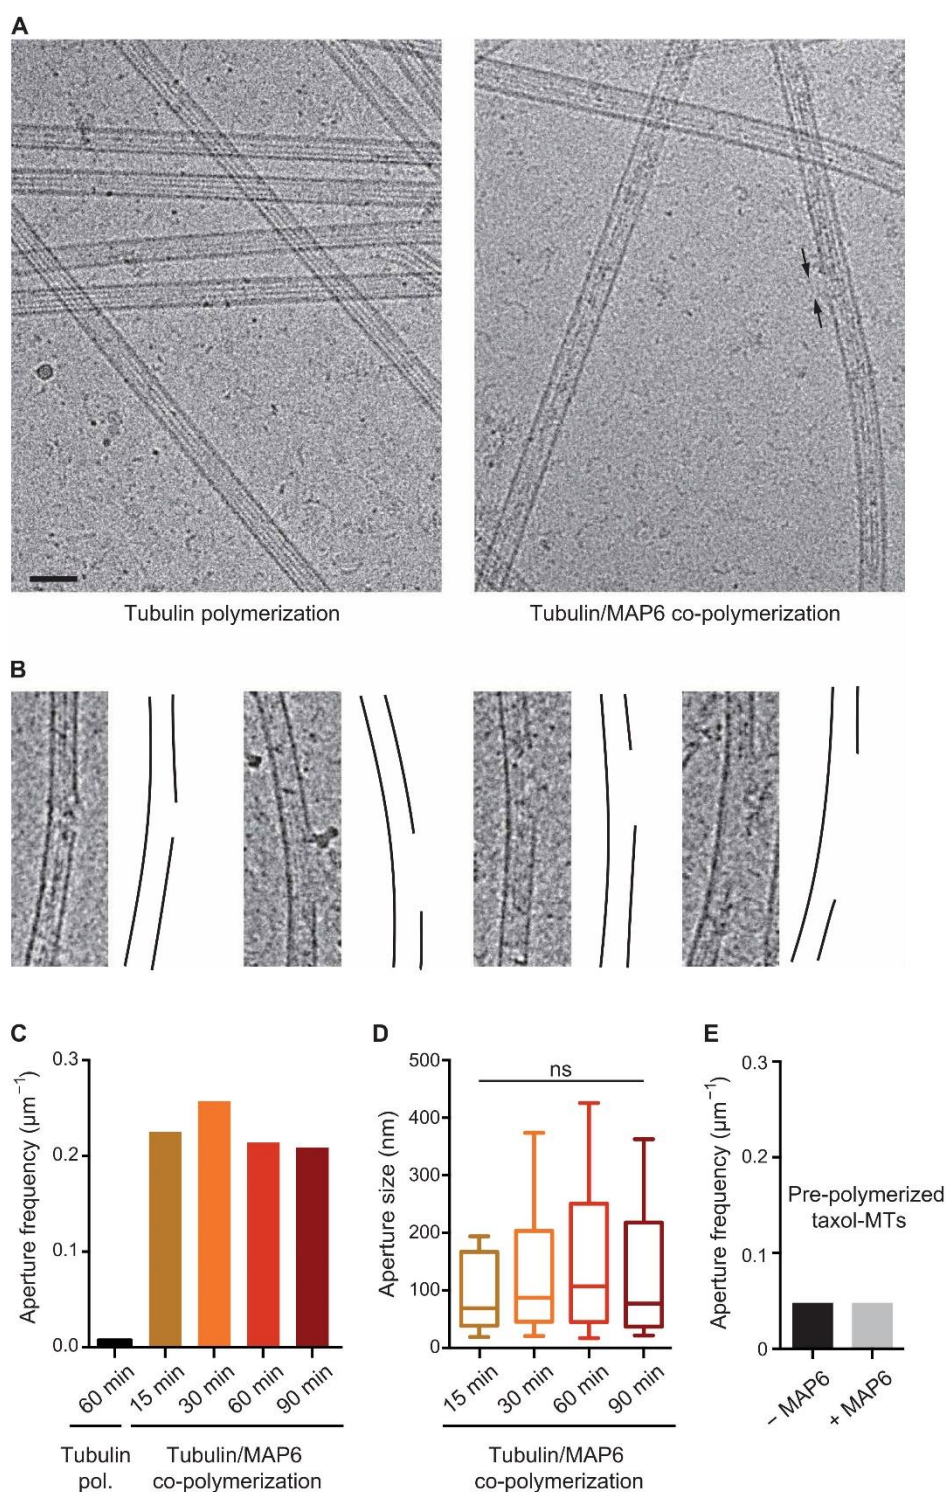 A
Tubulin polymerization
Tubulin/MAP6 co-polymerization
B
C
Aperture frequency (µm⁻¹)
0.3
0.2
0.1
0.0
60 min
15 min
30 min
60 min
90 min
Tubulin
pol.
Tubulin/MAP6
co-polymerization
D
Aperture size (nm)
500
400
300
200
100
0
ns
15 min
30 min
60 min
90 min
Tubulin/MAP6
co-polymerization
E
Aperture frequency (µm⁻¹)
0.3
0.2
0.1
0
Pre-polymerized
taxol-MTs
– MAP6
+ MAP6